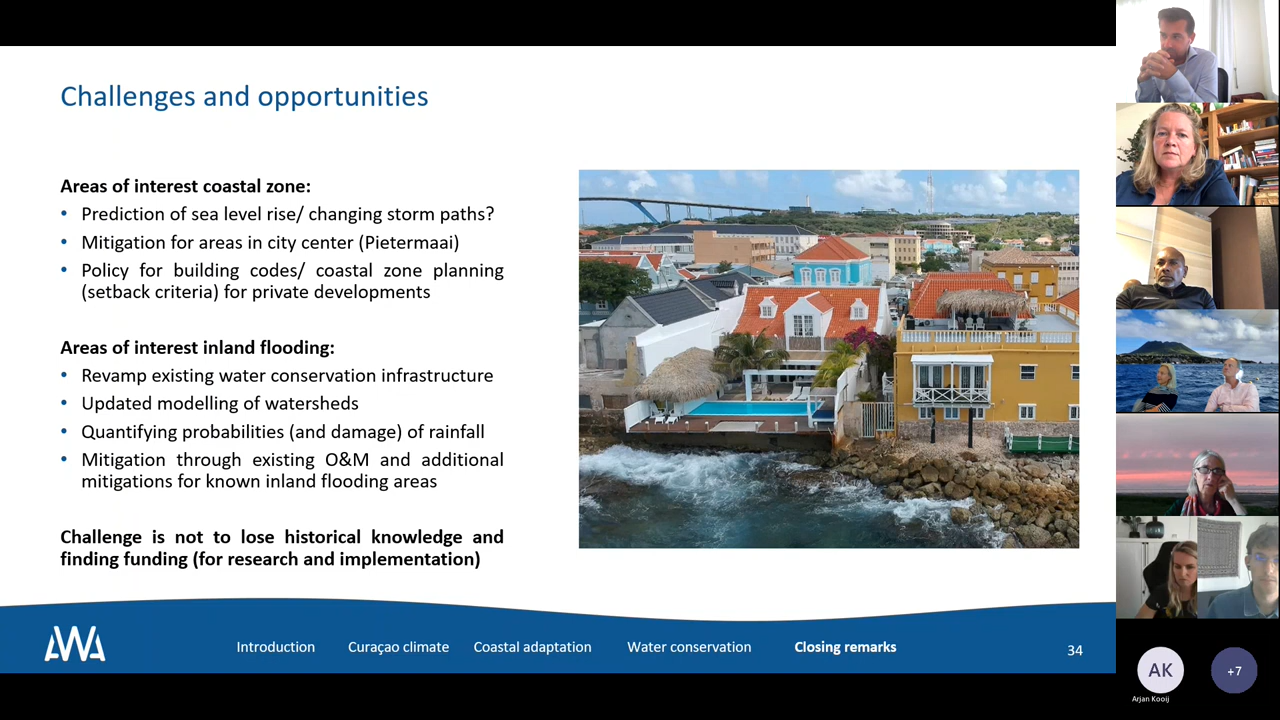 Challenges and opportunities
Areas of interest coastal zone:
• Prediction of sea level rise/ changing storm paths?
• Mitigation for areas in city center (Pietermaai)
• Policy for building codes/ coastal zone planning
(setback criteria) for private developments
Areas of interest inland flooding:
• Revamp existing water conservation infrastructure
• Updated modelling of watersheds
• Quantifying probabilities (and damage) of rainfall
• Mitigation through existing O&M and additional
mitigations for known inland flooding areas
Challenge is not to lose historical knowledge and
finding funding (for research and implementation)
AWA
Introduction Curaçao climate Coastal adaptation Water conservation Closing remarks 34
AK
+7
Arjan Kooij